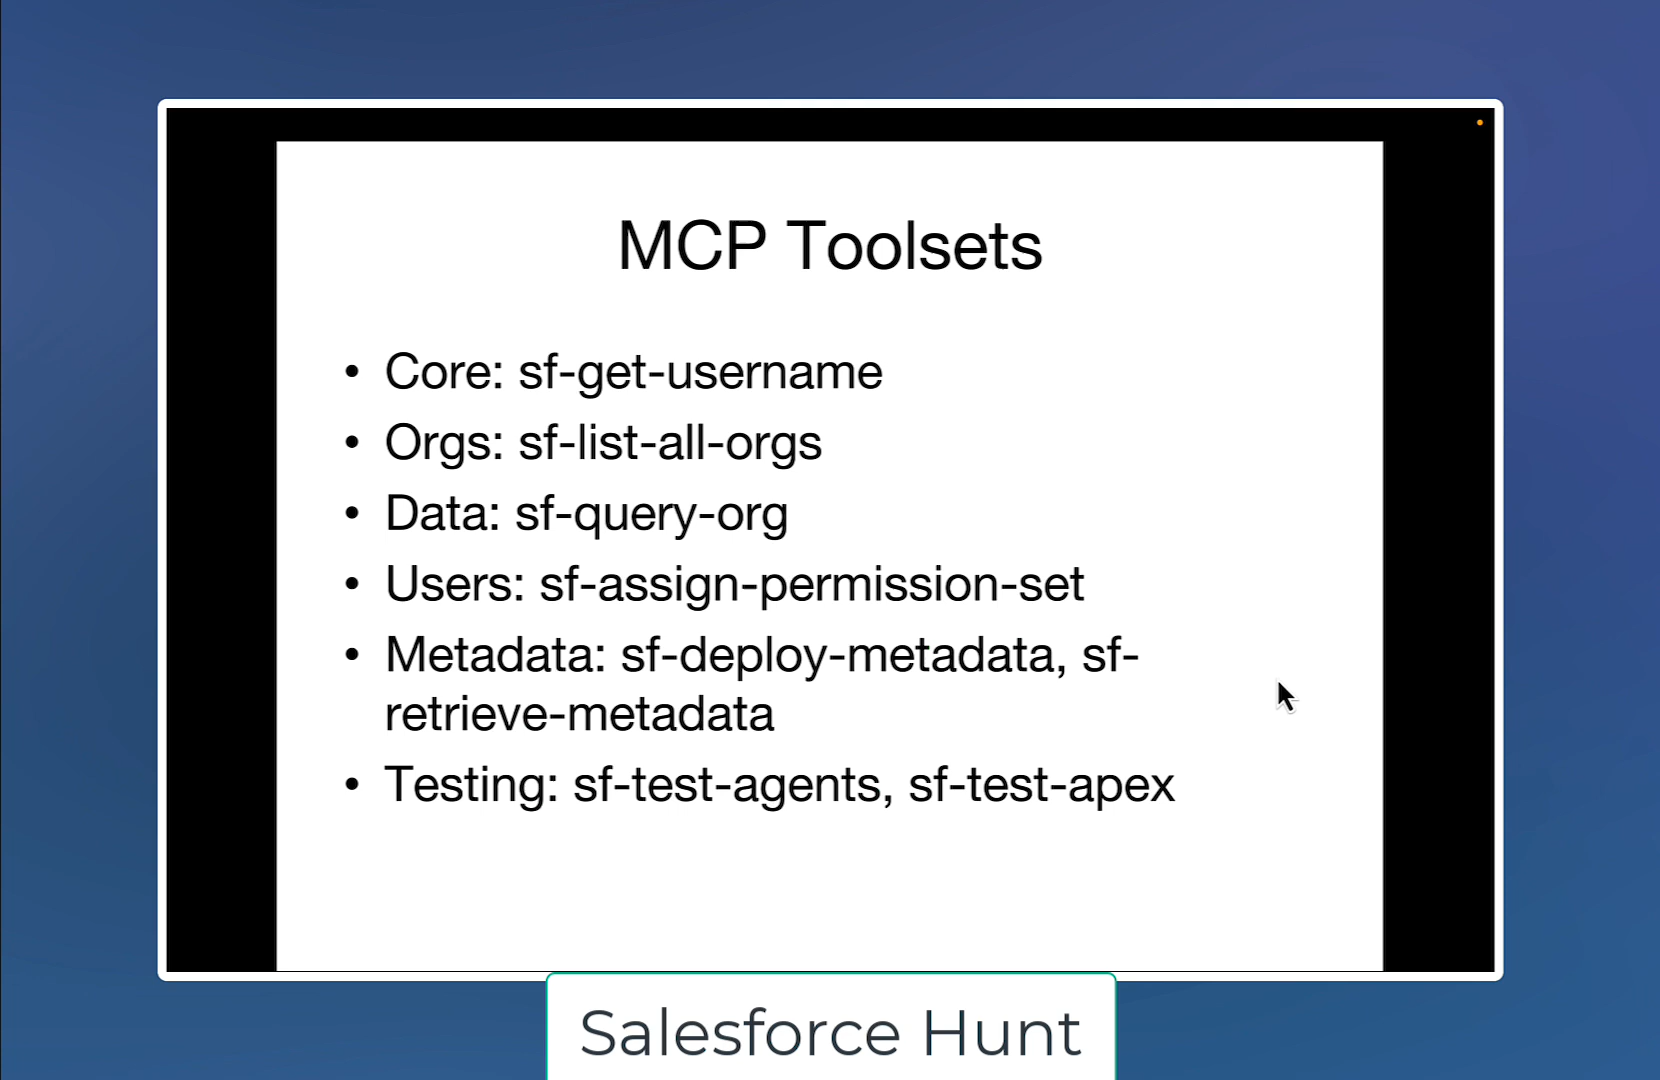 MCP Toolsets
• Core: sf-get-username
• Orgs: sf-list-all-orgs
• Data: sf-query-org
• Users: sf-assign-permission-set
• Metadata: sf-deploy-metadata, sf-
retrieve-metadata
• Testing: sf-test-agents, sf-test-apex
Salesforce Hunt